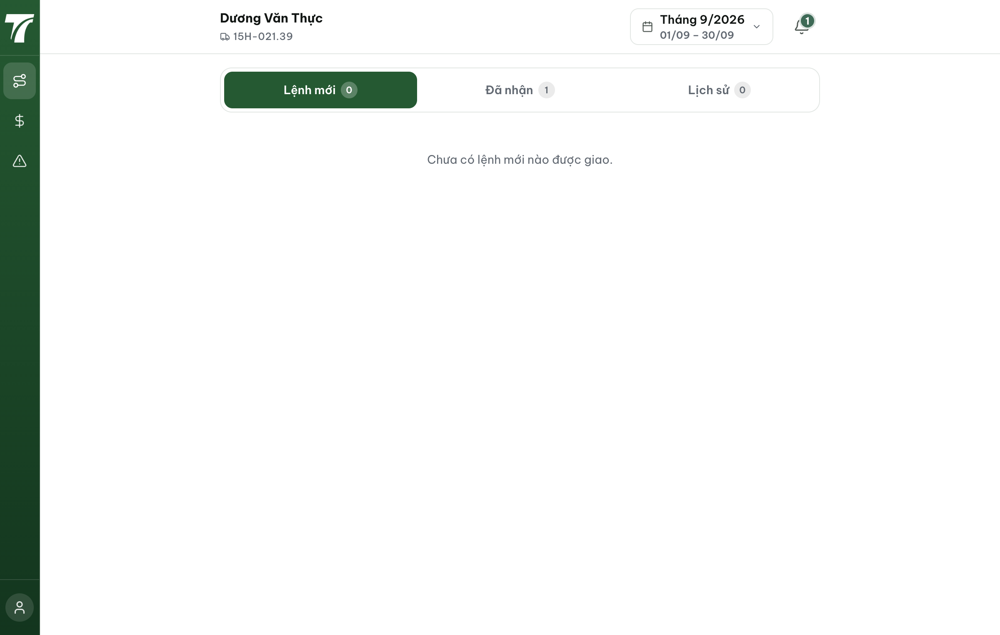 Dương Văn Thực
15H-021.39
Tháng 9/2026
01/09 – 30/09
1
Lệnh mới 0
Đã nhận 1
Lịch sử 0
Chưa có lệnh mới nào được giao.